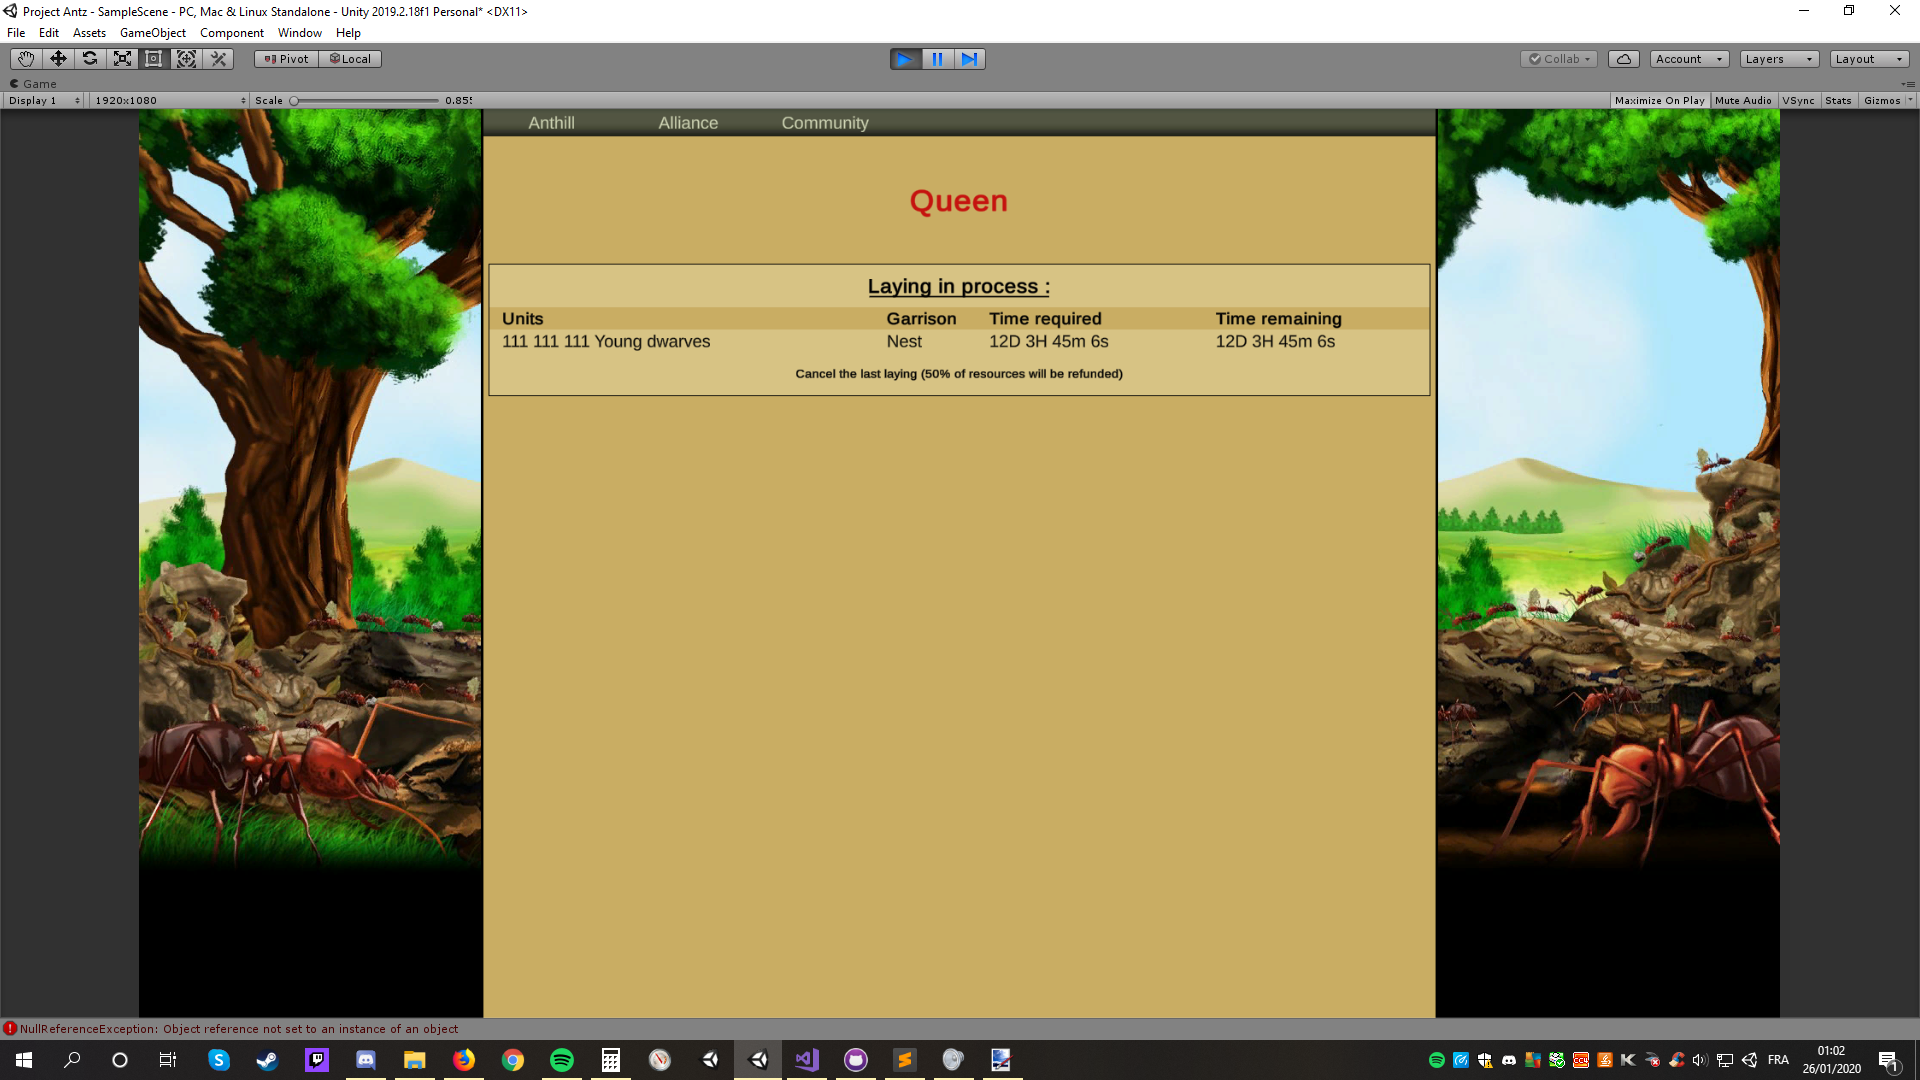 Project Antz - SampleScene - PC, Mac & Linux Standalone - Unity 2019.2.18f1 Personal* <DX11>
File Edit Assets GameObject Component Window Help
Pivot Local Collab Account Layers Layout
Game
Display 1 1920x1080 Scale 0.855 Maximize On Play Mute Audio VSync Stats Gizmos
Anthill Alliance Community
Queen
Laying in process :
Units Garrison Time required Time remaining
111 111 111 Young dwarves Nest 12D 3H 45m 6s 12D 3H 45m 6s
Cancel the last laying (50% of resources will be refunded)
NullReferenceException: Object reference not set to an instance of an object
FRA
01:02
26/01/2020
1